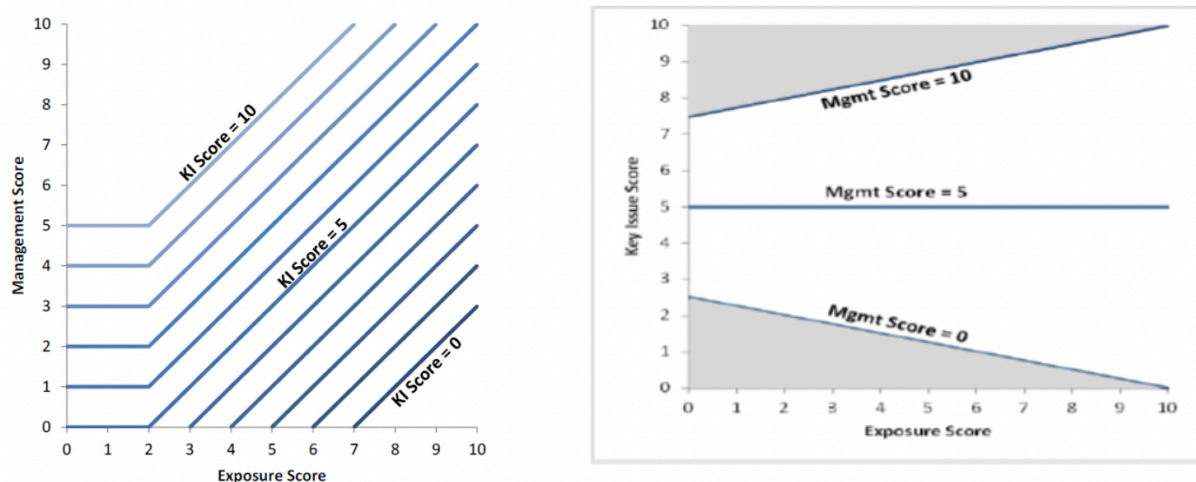 10
9
8
7
6
5
4
3
2
1
0
Management Score
KI Score = 10
KI Score = 5
KI Score = 0
0 1 2 3 4 5 6 7 8 9 10
Exposure Score
10
9
8
7
6
5
4
3
2
1
0
Key Issue Score
Mgmt Score = 10
Mgmt Score = 5
Mgmt Score = 0
0 1 2 3 4 5 6 7 8 9 10
Exposure Score